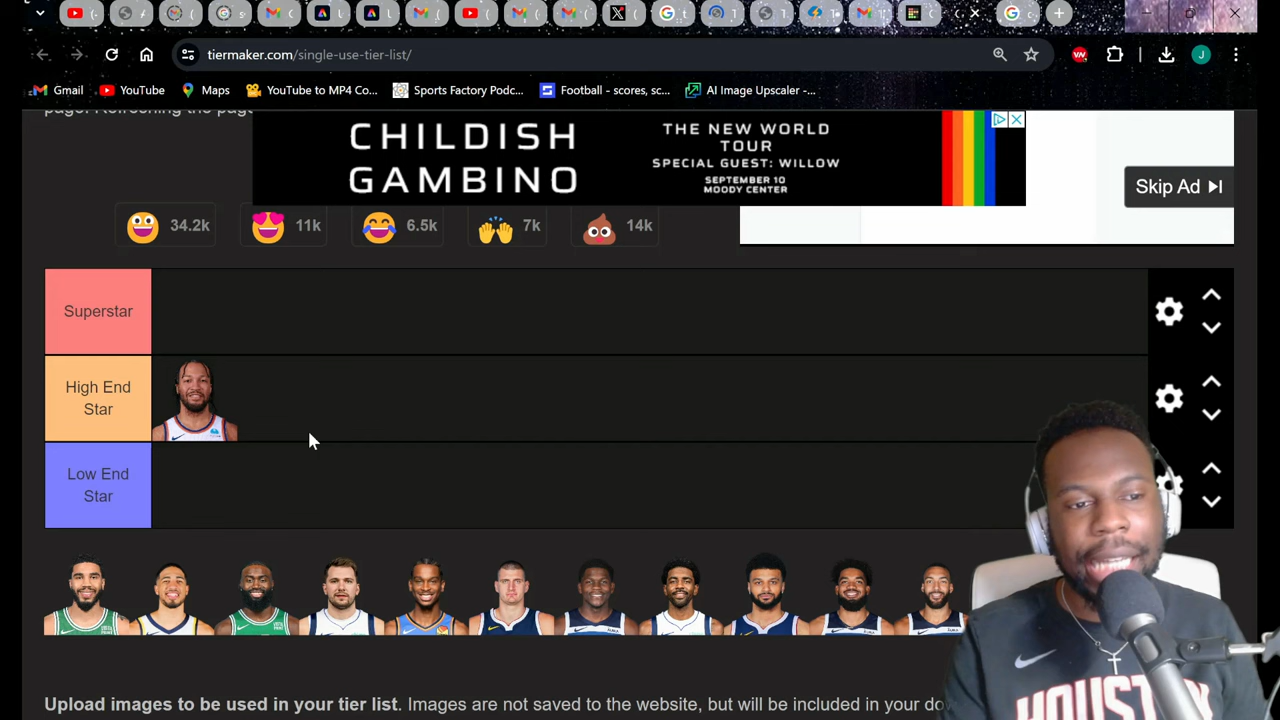 tiermaker.com/single-use-tier-list/
Gmail YouTube Maps YouTube to MP4 Co... Sports Factory Podc... Football - scores, sc... AI Image Upscaler -...
CHILDISH
GAMBINO
THE NEW WORLD
TOUR
SPECIAL GUEST: WILLOW
SEPTEMBER 10
MOODY CENTER
Skip Ad
34.2k 11k 6.5k 7k 14k
Superstar
High End
Star
Low End
Star
HOUSTON
Upload images to be used in your tier list. Images are not saved to the website, but will be included in your do